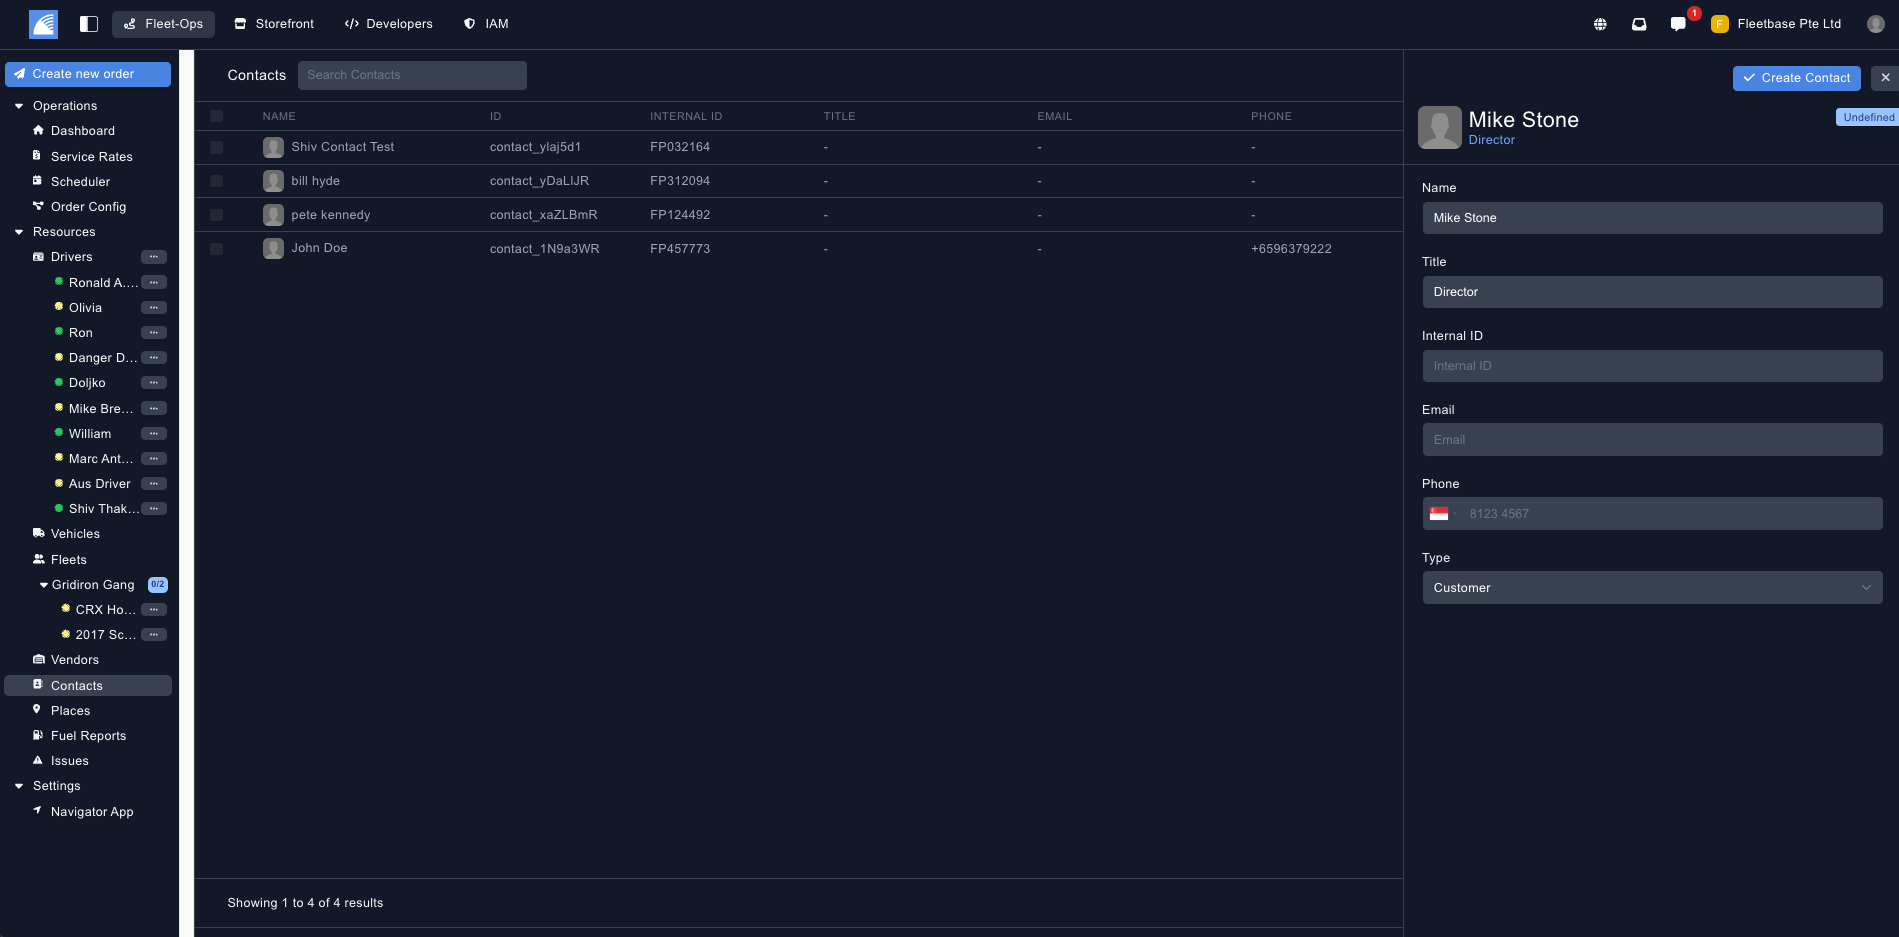 Fleet-Ops Storefront Developers IAM 1 F Fleetbase Pte Ltd
Create new order
Operations
Dashboard
Service Rates
Scheduler
Order Config
Resources
Drivers
Ronald A....
Olivia
Ron
Danger D...
Doljko
Mike Bre...
William
Marc Ant...
Aus Driver
Shiv Thak...
Vehicles
Fleets
Gridiron Gang 0/2
CRX Ho...
2017 Sc...
Vendors
Contacts
Places
Fuel Reports
Issues
Settings
Navigator App
Contacts Search Contacts
NAME ID INTERNAL ID TITLE EMAIL PHONE
Shiv Contact Test contact_ylaj5d1 FP032164 - - -
bill hyde contact_yDaLIJR FP312094 - - -
pete kennedy contact_xaZLBmR FP124492 - - -
John Doe contact_1N9a3WR FP457773 - - +6596379222
Showing 1 to 4 of 4 results
Create Contact
Mike Stone Undefined
Director
Name
Mike Stone
Title
Director
Internal ID
Internal ID
Email
Email
Phone
8123 4567
Type
Customer